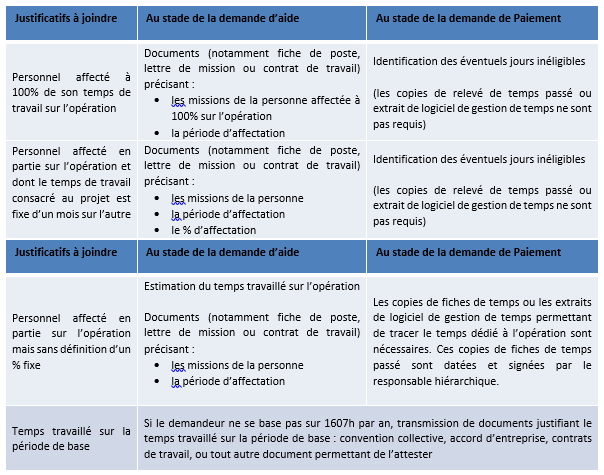 Justificatifs à joindre
Au stade de la demande d'aide
Au stade de la demande de Paiement
Personnel affecté à
100% de son temps de
travail sur l'opération
Documents (notamment fiche de poste,
lettre de mission ou contrat de travail)
précisant :
• les missions de la personne affectée à
100% sur l'opération
• la période d'affectation
Identification des éventuels jours inéligibles
(les copies de relevé de temps passé ou
extrait de logiciel de gestion de temps ne sont
pas requis)
Personnel affecté en
partie sur l'opération et
dont le temps de travail
consacré au projet est
fixe d'un mois sur l'autre
Documents (notamment fiche de poste,
lettre de mission ou contrat de travail)
précisant :
• les missions de la personne
• la période d'affectation
• le % d'affectation
Identification des éventuels jours inéligibles
(les copies de relevé de temps passé ou
extrait de logiciel de gestion de temps ne sont
pas requis)
Justificatifs à joindre
Au stade de la demande d'aide
Au stade de la demande de Paiement
Personnel affecté en
partie sur l'opération
mais sans définition d'un
% fixe
Estimation du temps travaillé sur l'opération
Documents (notamment fiche de poste,
lettre de mission ou contrat de travail)
précisant :
• les missions de la personne
• la période d'affectation
Les copies de fiches de temps ou les extraits
de logiciel de gestion de temps permettant
de tracer le temps dédié à l'opération sont
nécessaires. Ces copies de fiches de temps
passé sont datées et signées par le
responsable hiérarchique.
Temps travaillé sur la
période de base
Si le demandeur ne se base pas sur 1607h par an, transmission de documents justifiant le
temps travaillé sur la période de base : convention collective, accord d'entreprise, contrats
de travail, ou tout autre document permettant de l'attester